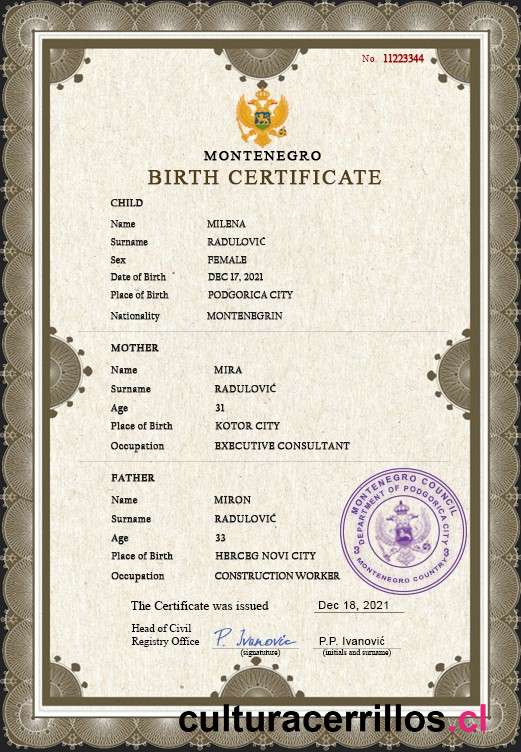 No. 11223344
MONTENEGRO
BIRTH CERTIFICATE
CHILD
Name MILENA
Surname RADULOVIĆ
Sex FEMALE
Date of Birth DEC 17, 2021
Place of Birth PODGORICA CITY
Nationality MONTENEGRIN
MOTHER
Name MIRA
Surname RADULOVIĆ
Age 31
Place of Birth KOTOR CITY
Occupation EXECUTIVE CONSULTANT
FATHER
Name MIRON
Surname RADULOVIĆ
Age 33
Place of Birth HERCEG NOVI CITY
Occupation CONSTRUCTION WORKER
MONTENEGRO COUNCIL
DEPARTMENT OF PODGORICA CITY
3 3
MONTENEGRO COUNTRY
The Certificate was issued Dec 18, 2021
Head of Civil
Registry Office P. Ivanovic P.P. Ivanović
(signatuture) (initials and surname)
culturacerrillos.cl